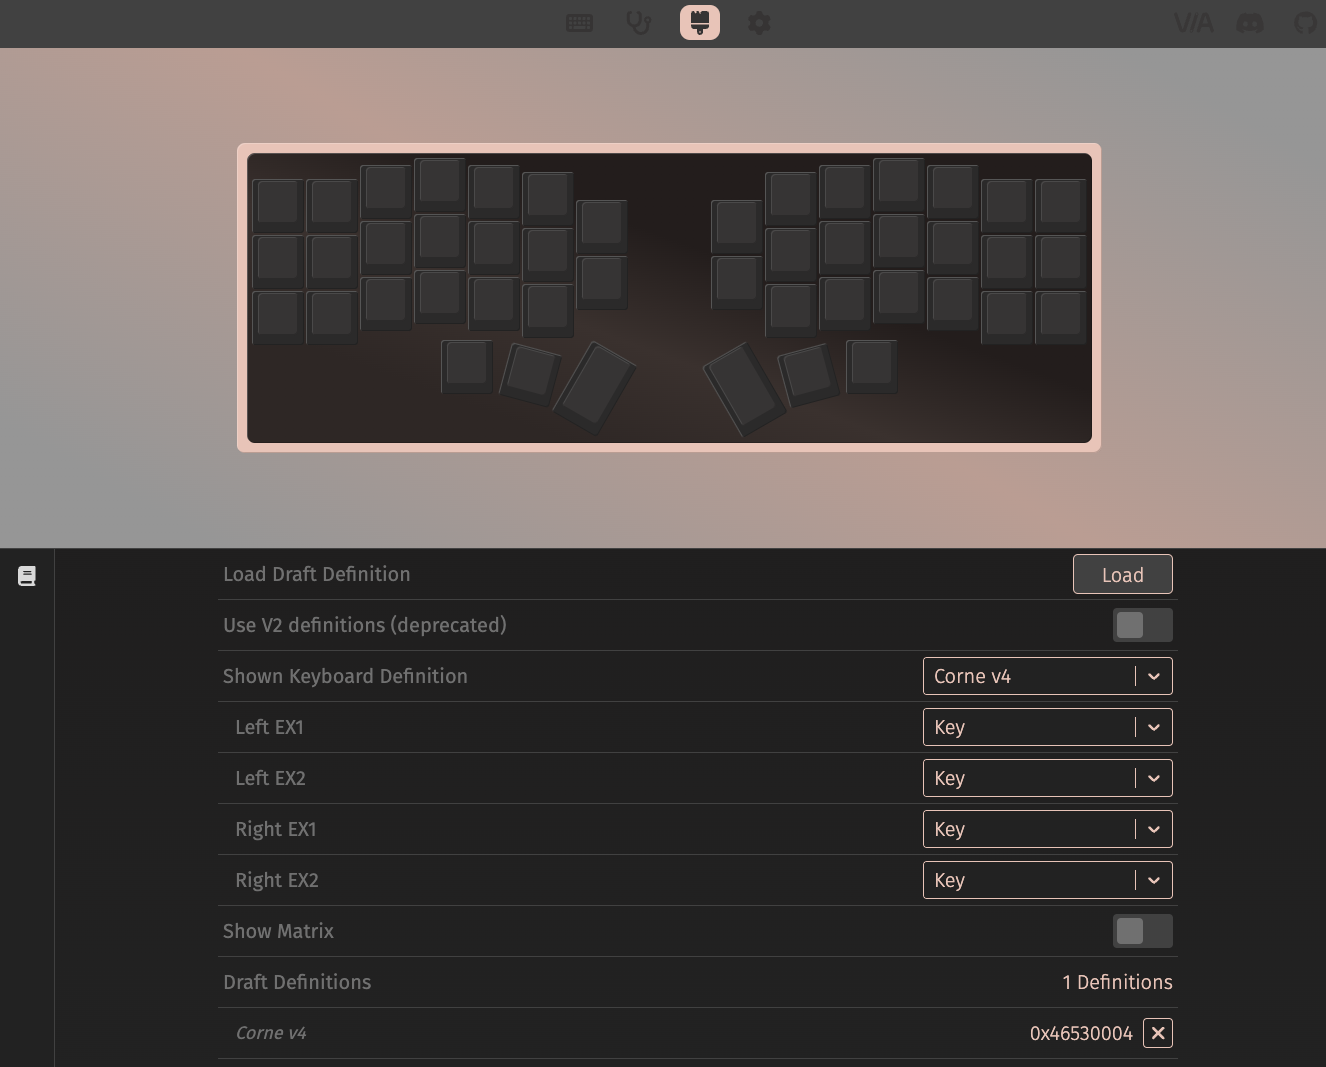 VIA
Load Draft Definition
Load
Use V2 definitions (deprecated)
Shown Keyboard Definition
Corne v4
Left EX1
Key
Left EX2
Key
Right EX1
Key
Right EX2
Key
Show Matrix
Draft Definitions
1 Definitions
Corne v4
0x46530004